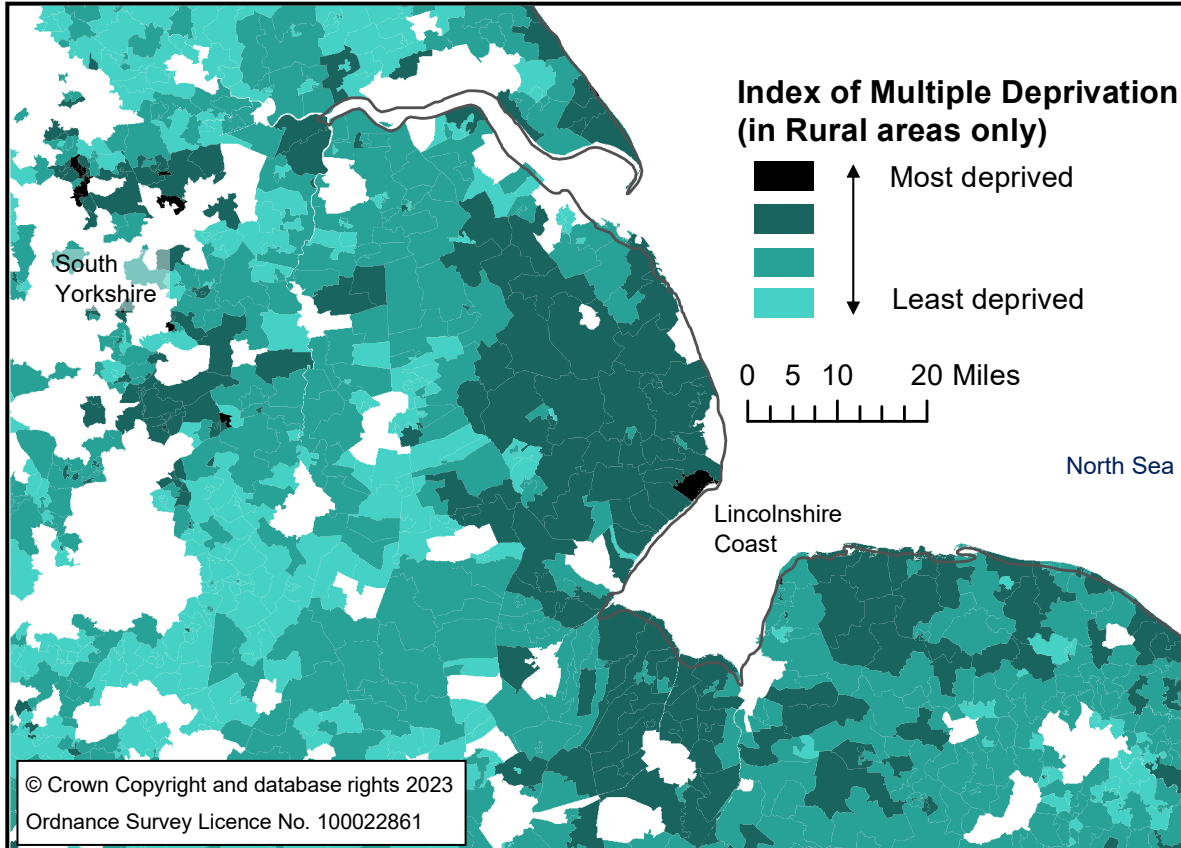 Index of Multiple Deprivation
(in Rural areas only)
Most deprived
Least deprived
0 5 10 20 Miles
South
Yorkshire
North Sea
Lincolnshire
Coast
© Crown Copyright and database rights 2023
Ordnance Survey Licence No. 100022861